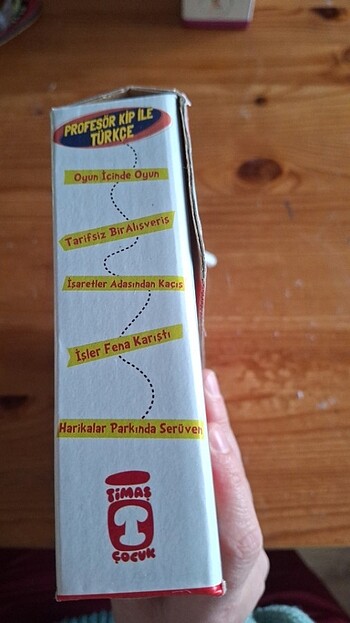 PROFESÖR KİP İLE
TÜRKÇE
Oyun İçinde Oyun
Tarifsiz Bir Alışveriş
İşaretler Adasından Kaçış
İşler Fena Karıştı
Harikalar Parkında Serüven
TİMAŞ
ÇOCUK